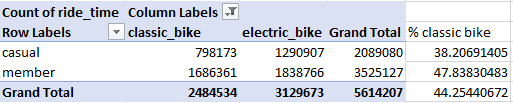 Count of ride_time Column Labels
Row Labels classic_bike electric_bike Grand Total % classic bike
casual 798173 1290907 2089080 38.20691405
member 1686361 1838766 3525127 47.83830483
Grand Total 2484534 3129673 5614207 44.25440672